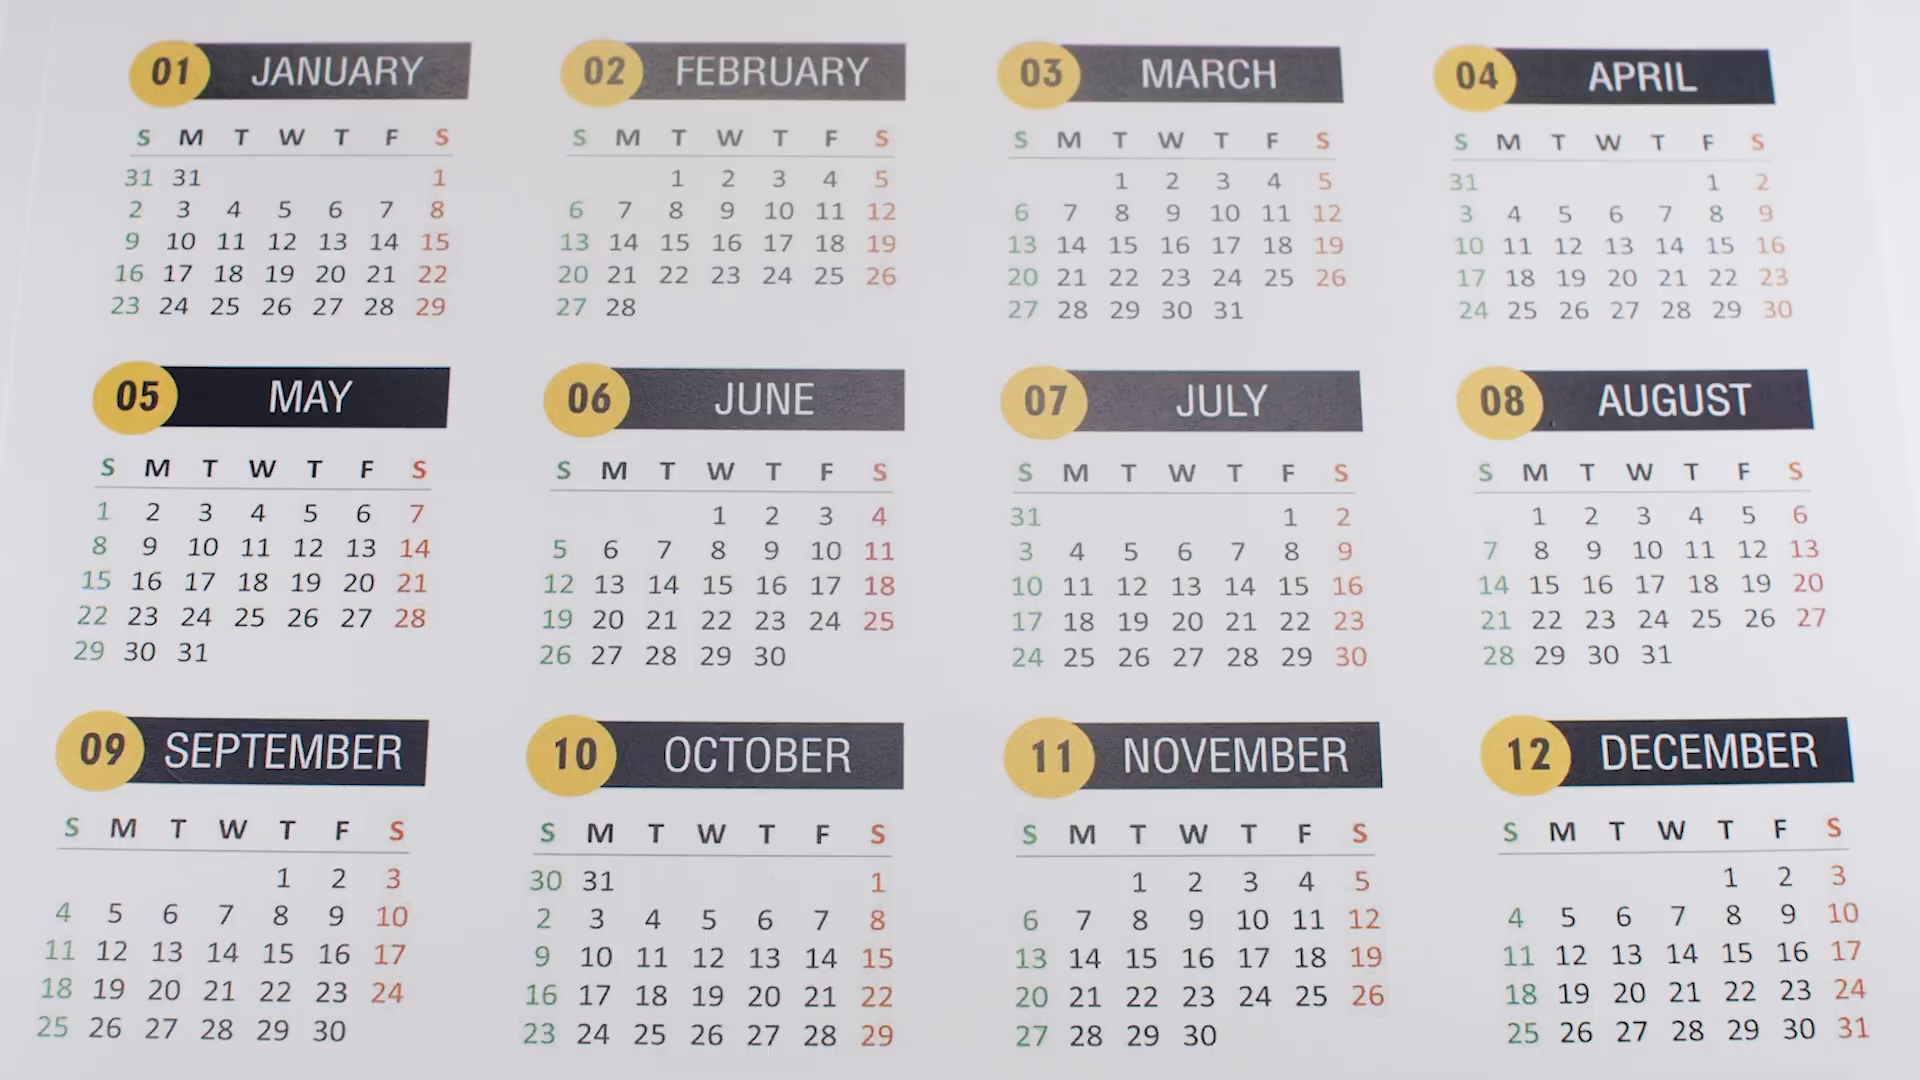 01 JANUARY
S M T W T F S
31 31 1
2 3 4 5 6 7 8
9 10 11 12 13 14 15
16 17 18 19 20 21 22
23 24 25 26 27 28 29
02 FEBRUARY
S M T W T F S
1 2 3 4 5
6 7 8 9 10 11 12
13 14 15 16 17 18 19
20 21 22 23 24 25 26
27 28
03 MARCH
S M T W T F S
1 2 3 4 5
6 7 8 9 10 11 12
13 14 15 16 17 18 19
20 21 22 23 24 25 26
27 28 29 30 31
04 APRIL
S M T W T F S
31 1 2
3 4 5 6 7 8 9
10 11 12 13 14 15 16
17 18 19 20 21 22 23
24 25 26 27 28 29 30
05 MAY
S M T W T F S
1 2 3 4 5 6 7
8 9 10 11 12 13 14
15 16 17 18 19 20 21
22 23 24 25 26 27 28
29 30 31
06 JUNE
S M T W T F S
1 2 3 4
5 6 7 8 9 10 11
12 13 14 15 16 17 18
19 20 21 22 23 24 25
26 27 28 29 30
07 JULY
S M T W T F S
31 1 2
3 4 5 6 7 8 9
10 11 12 13 14 15 16
17 18 19 20 21 22 23
24 25 26 27 28 29 30
08 AUGUST
S M T W T F S
1 2 3 4 5 6
7 8 9 10 11 12 13
14 15 16 17 18 19 20
21 22 23 24 25 26 27
28 29 30 31
09 SEPTEMBER
S M T W T F S
1 2 3
4 5 6 7 8 9 10
11 12 13 14 15 16 17
18 19 20 21 22 23 24
25 26 27 28 29 30
10 OCTOBER
S M T W T F S
30 31 1
2 3 4 5 6 7 8
9 10 11 12 13 14 15
16 17 18 19 20 21 22
23 24 25 26 27 28 29
11 NOVEMBER
S M T W T F S
1 2 3 4 5
6 7 8 9 10 11 12
13 14 15 16 17 18 19
20 21 22 23 24 25 26
27 28 29 30
12 DECEMBER
S M T W T F S
1 2 3
4 5 6 7 8 9 10
11 12 13 14 15 16 17
18 19 20 21 22 23 24
25 26 27 28 29 30 31